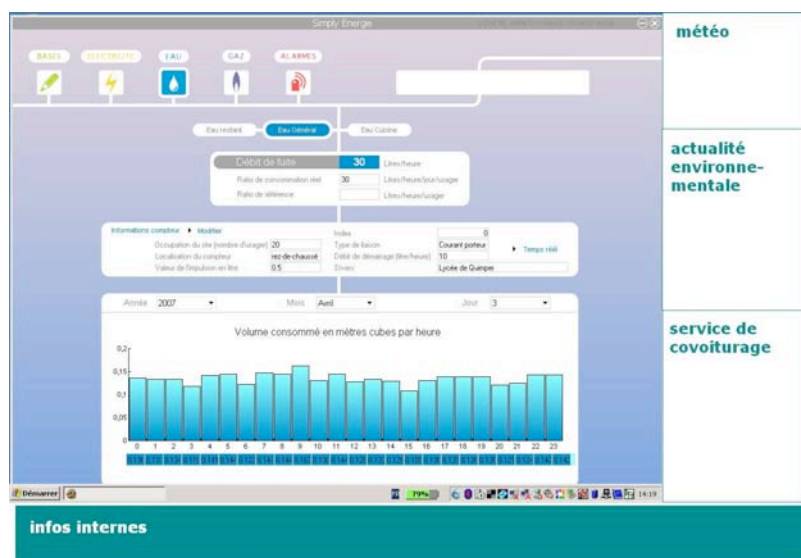 Simply Energie
météo
BASES ELECTRICITE EAU GAZ ALARMES
Eau restant Eau Général Eau Cuisine
actualité
environne-
mentale
Débit de fuite 30 Litres/heure
Ratio de consommation réel 30 Litres/heure/jour/usager
Ratio de référence Litres/heure/usager
Informations compteur Modifier
Index 0
Occupation du site (nombre d'usager) 20 Type de liaison Courant porteur Temps réél
Localisation du compteur rez-de-chaussé Débit de démarrage (litre/heure) 10
Valeur de l'impulsion en litre 0.5 Divers Lycée de Quimper
Année 2007 Mois Avril Jour 3
service de
covoiturage
Volume consommé en mètres cubes par heure
0,2
0,15
0,1
0,05
0
0 1 2 3 4 5 6 7 8 9 10 11 12 13 14 15 16 17 18 19 20 21 22 23
Démarrer 79% 14:19
infos internes